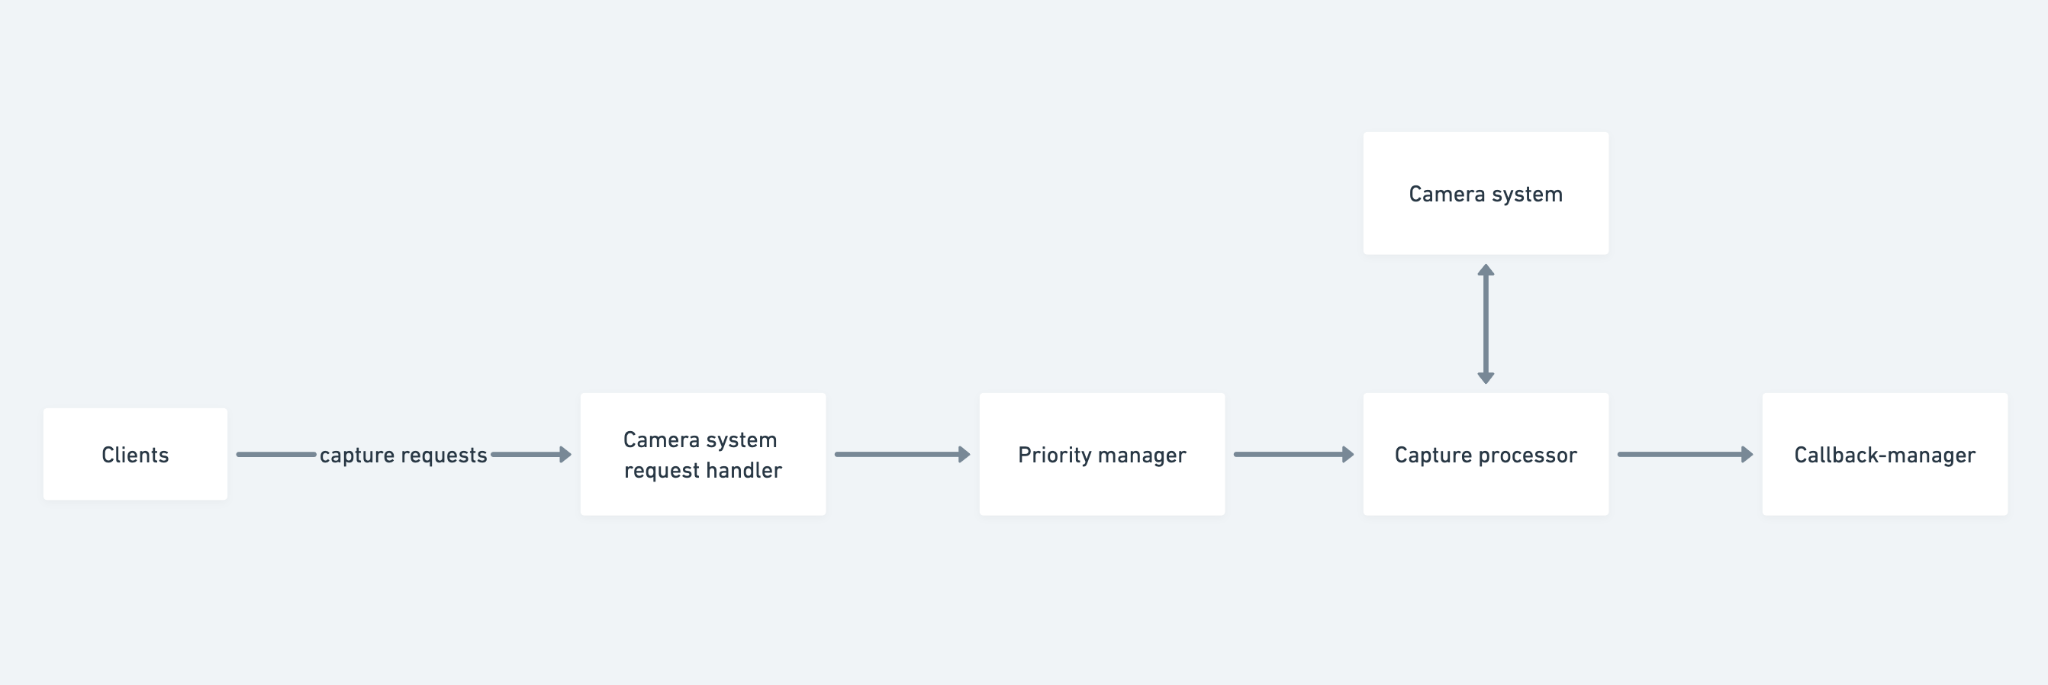 Camera system
Clients
capture requests
Camera system
request handler
Priority manager
Capture processor
Callback-manager